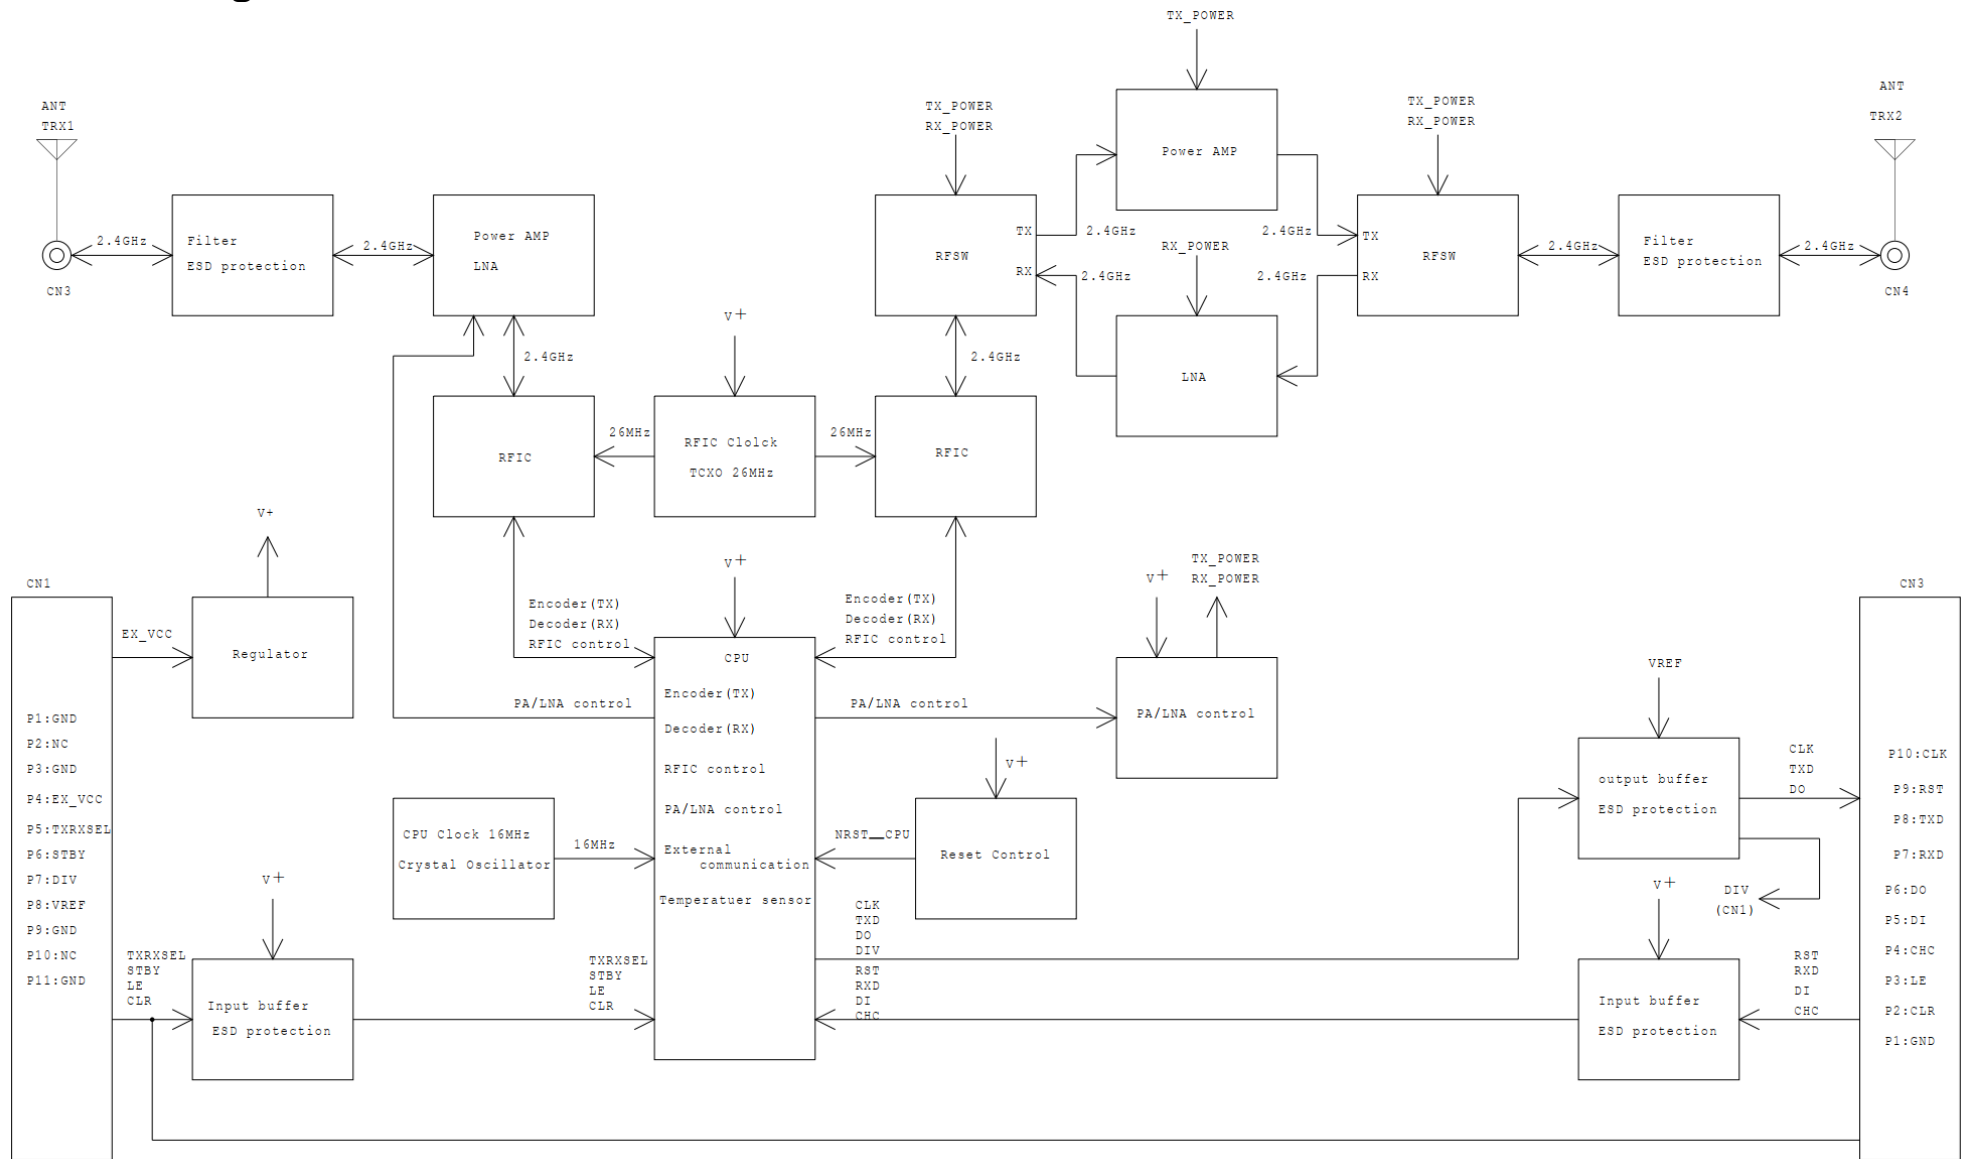 TX_POWER
ANT
TRX1
TX_POWER
RX_POWER
TX_POWER
RX_POWER
ANT
TRX2
Power AMP
2.4GHz
Filter
ESD protection
2.4GHz
Power AMP
LNA
CN3
RFSW
TX
RX
2.4GHz
2.4GHz
RX_POWER
2.4GHz
2.4GHz
TX
RX
RFSW
2.4GHz
Filter
ESD protection
2.4GHz
CN4
V+
2.4GHz
2.4GHz
LNA
RFIC
26MHz
RFIC Clolck
TCXO 26MHz
26MHz
RFIC
V+
V+
TX_POWER
RX_POWER
V+
CN1
CN3
EX_VCC
Regulator
Encoder(TX)
Decoder(RX)
RFIC control
Encoder(TX)
Decoder(RX)
RFIC control
CPU
Encoder(TX)
Decoder(RX)
RFIC control
PA/LNA control
External
communication
Temperatuer sensor
PA/LNA control
PA/LNA control
PA/LNA control
VREF
P1:GND
P2:NC
P3:GND
P4:EX_VCC
P5:TXRXSEL
P6:STBY
P7:DIV
P8:VREF
P9:GND
P10:NC
P11:GND
CPU Clock 16MHz
Crystal Oscillator
16MHz
V+
NRST__CPU
Reset Control
output buffer
ESD protection
CLK
TXD
DO
P10:CLK
P9:RST
P8:TXD
P7:RXD
P6:DO
P5:DI
P4:CHC
P3:LE
P2:CLR
P1:GND
V+
V+
DIV
(CN1)
CLK
TXD
DO
DIV
RST
RXD
DI
CHC
TXRXSEL
STBY
LE
CLR
Input buffer
ESD protection
TXRXSEL
STBY
LE
CLR
Input buffer
ESD protection
RST
RXD
DI
CHC